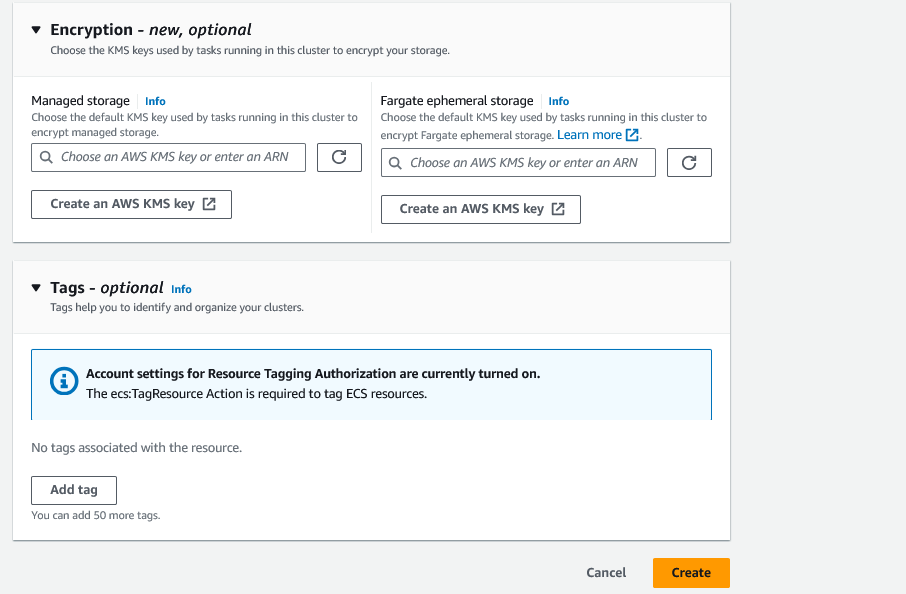 Encryption - new, optional
Choose the KMS keys used by tasks running in this cluster to encrypt your storage.
Managed storage Info
Choose the default KMS key used by tasks running in this cluster to
encrypt managed storage.
Choose an AWS KMS key or enter an ARN
Create an AWS KMS key
Fargate ephemeral storage Info
Choose the default KMS key used by tasks running in this cluster to
encrypt Fargate ephemeral storage. Learn more.
Choose an AWS KMS key or enter an ARN
Create an AWS KMS key
Tags - optional Info
Tags help you to identify and organize your clusters.
Account settings for Resource Tagging Authorization are currently turned on.
The ecs:TagResource Action is required to tag ECS resources.
No tags associated with the resource.
Add tag
You can add 50 more tags.
Cancel Create